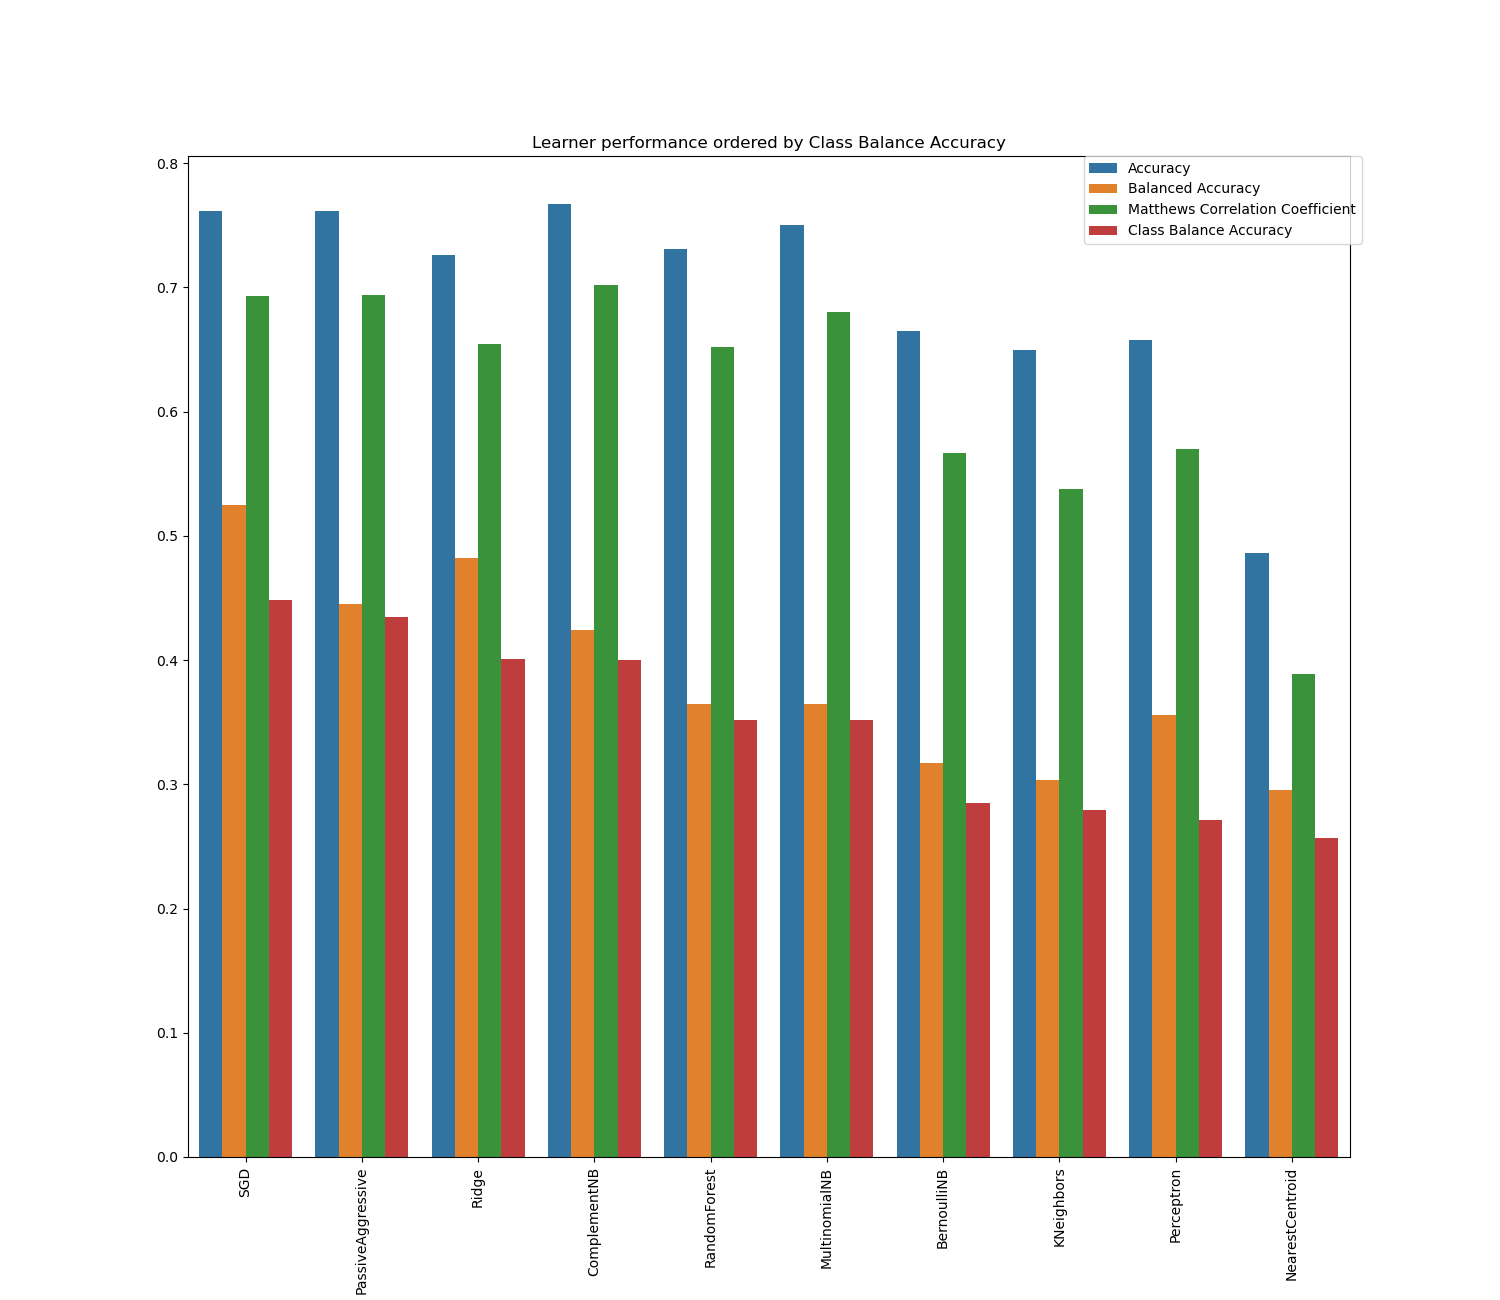 Learner performance ordered by Class Balance Accuracy
Accuracy
Balanced Accuracy
Matthews Correlation Coefficient
Class Balance Accuracy
0.8
0.7
0.6
0.5
0.4
0.3
0.2
0.1
0.0
SGD
PassiveAggressive
Ridge
ComplementNB
RandomForest
MultinomialNB
BernoulliNB
KNeighbors
Perceptron
NearestCentroid